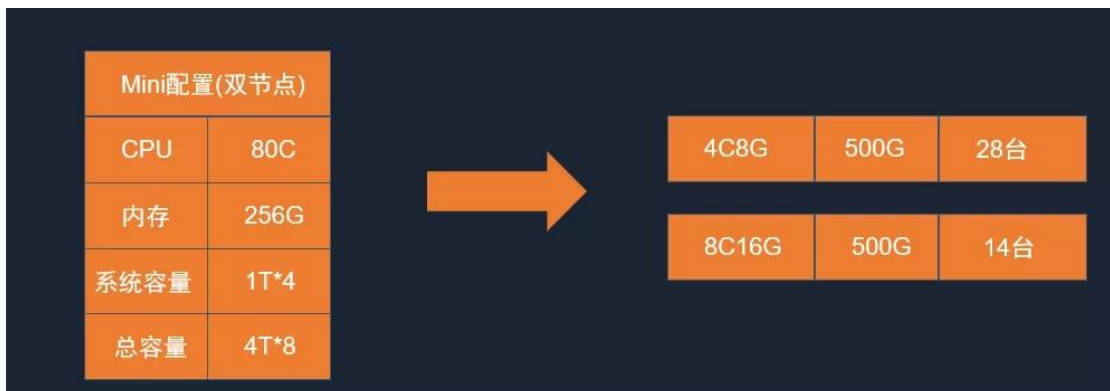 Mini配置(双节点)
CPU 80C
内存 256G
系统容量 1T*4
总容量 4T*8
4C8G 500G 28台
8C16G 500G 14台